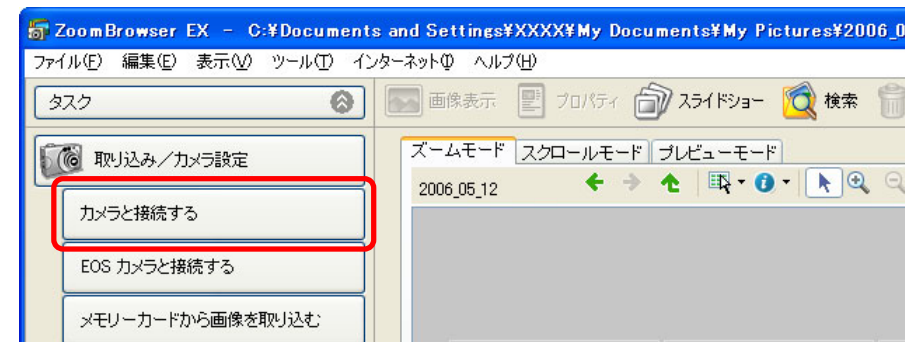 ZoomBrowser EX - C:¥Documents and Settings¥XXXX¥My Documents¥My Pictures¥2006_0
ファイル(F) 編集(E) 表示(V) ツール(T) インターネット(I) ヘルプ(H)
タスク 画像表示 プロパティ スライドショー 検索
取り込み／カメラ設定 ズームモード スクロールモード プレビューモード
2006_05_12
カメラと接続する
EOS カメラと接続する
メモリーカードから画像を取り込む